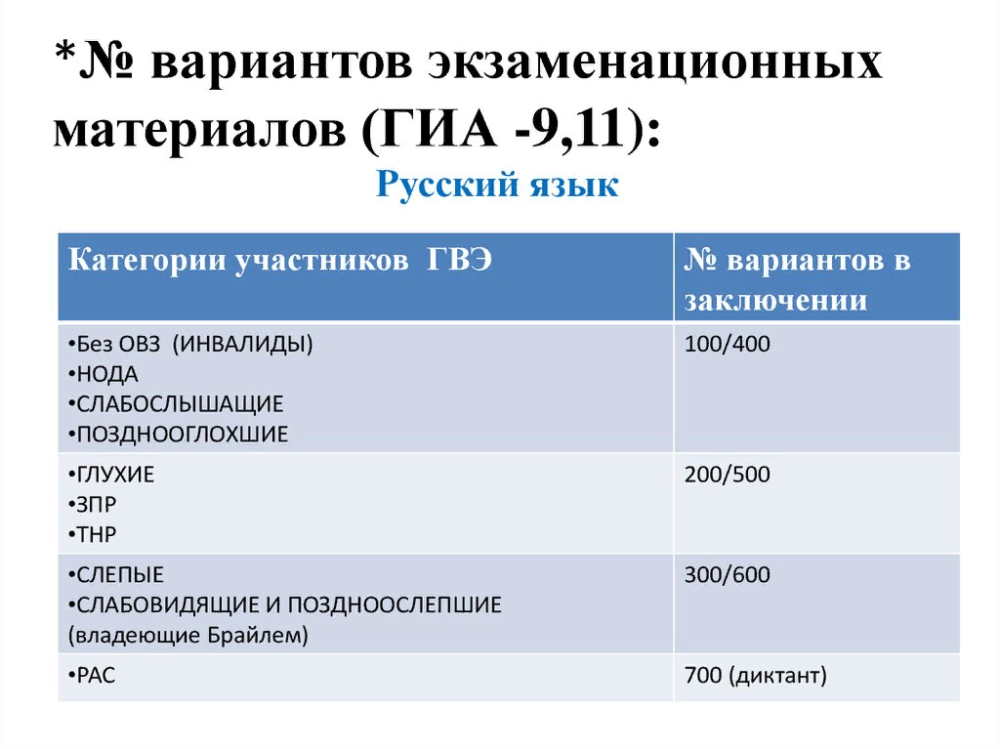 *№ вариантов экзаменационных
материалов (ГИА -9,11):
Русский язык
Категории участников ГВЭ
№ вариантов в
заключении
•Без ОВЗ (ИНВАЛИДЫ)
•НОДА
•СЛАБОСЛЫШАЩИЕ
•ПОЗДНООГЛОХШИЕ
100/400
•ГЛУХИЕ
•ЗПР
•ТНР
200/500
•СЛЕПЫЕ
•СЛАБОВИДЯЩИЕ И ПОЗДНООСЛЕПШИЕ
(владеющие Брайлем)
300/600
•РАС
700 (диктант)